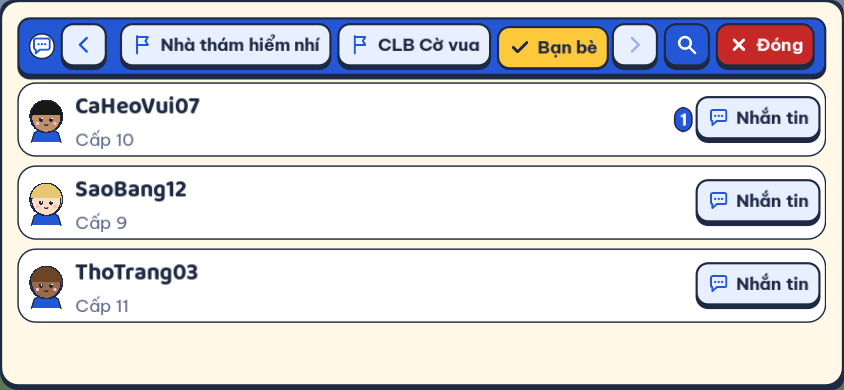 Nhà thám hiểm nhí CLB Cờ vua Bạn bè Đóng
CaHeoVui07
Cấp 10
1 Nhắn tin
SaoBang12
Cấp 9
Nhắn tin
ThoTrang03
Cấp 11
Nhắn tin